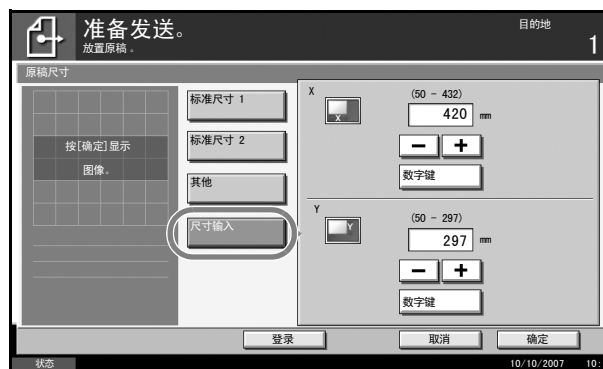 准备发送。
放置原稿。
目的地
1
原稿尺寸
按[确定]显示
图像。
标准尺寸 1
标准尺寸 2
其他
尺寸输入
X
X
(50 - 432)
420 mm
− +
数字键
Y
Y
(50 - 297)
297 mm
− +
数字键
登录 取消 确定
状态 10/10/2007 10: